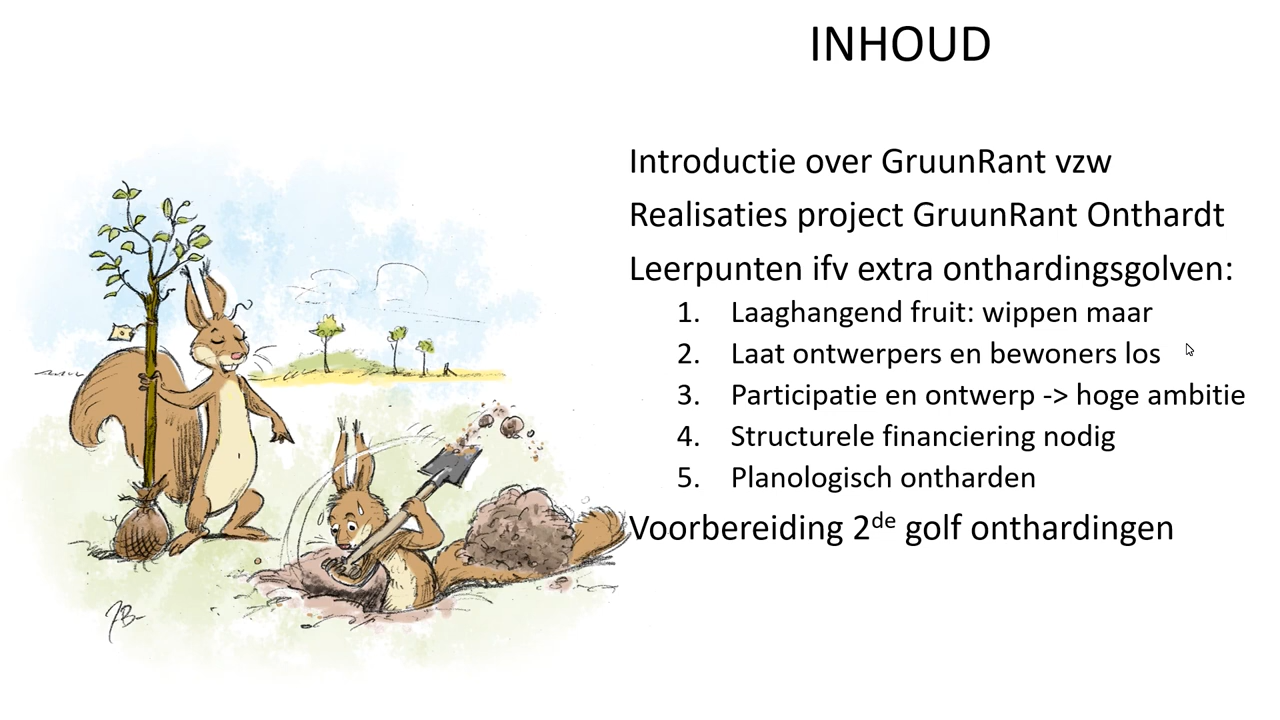 INHOUD
Introductie over GruunRant vzw
Realisaties project GruunRant Onthardt
Leerpunten ifv extra onthardingsgolven:
1. Laaghangend fruit: wippen maar
2. Laat ontwerpers en bewoners los
3. Participatie en ontwerp -> hoge ambitie
4. Structurele financiering nodig
5. Planologisch ontharden
Voorbereiding 2de golf onthardingen